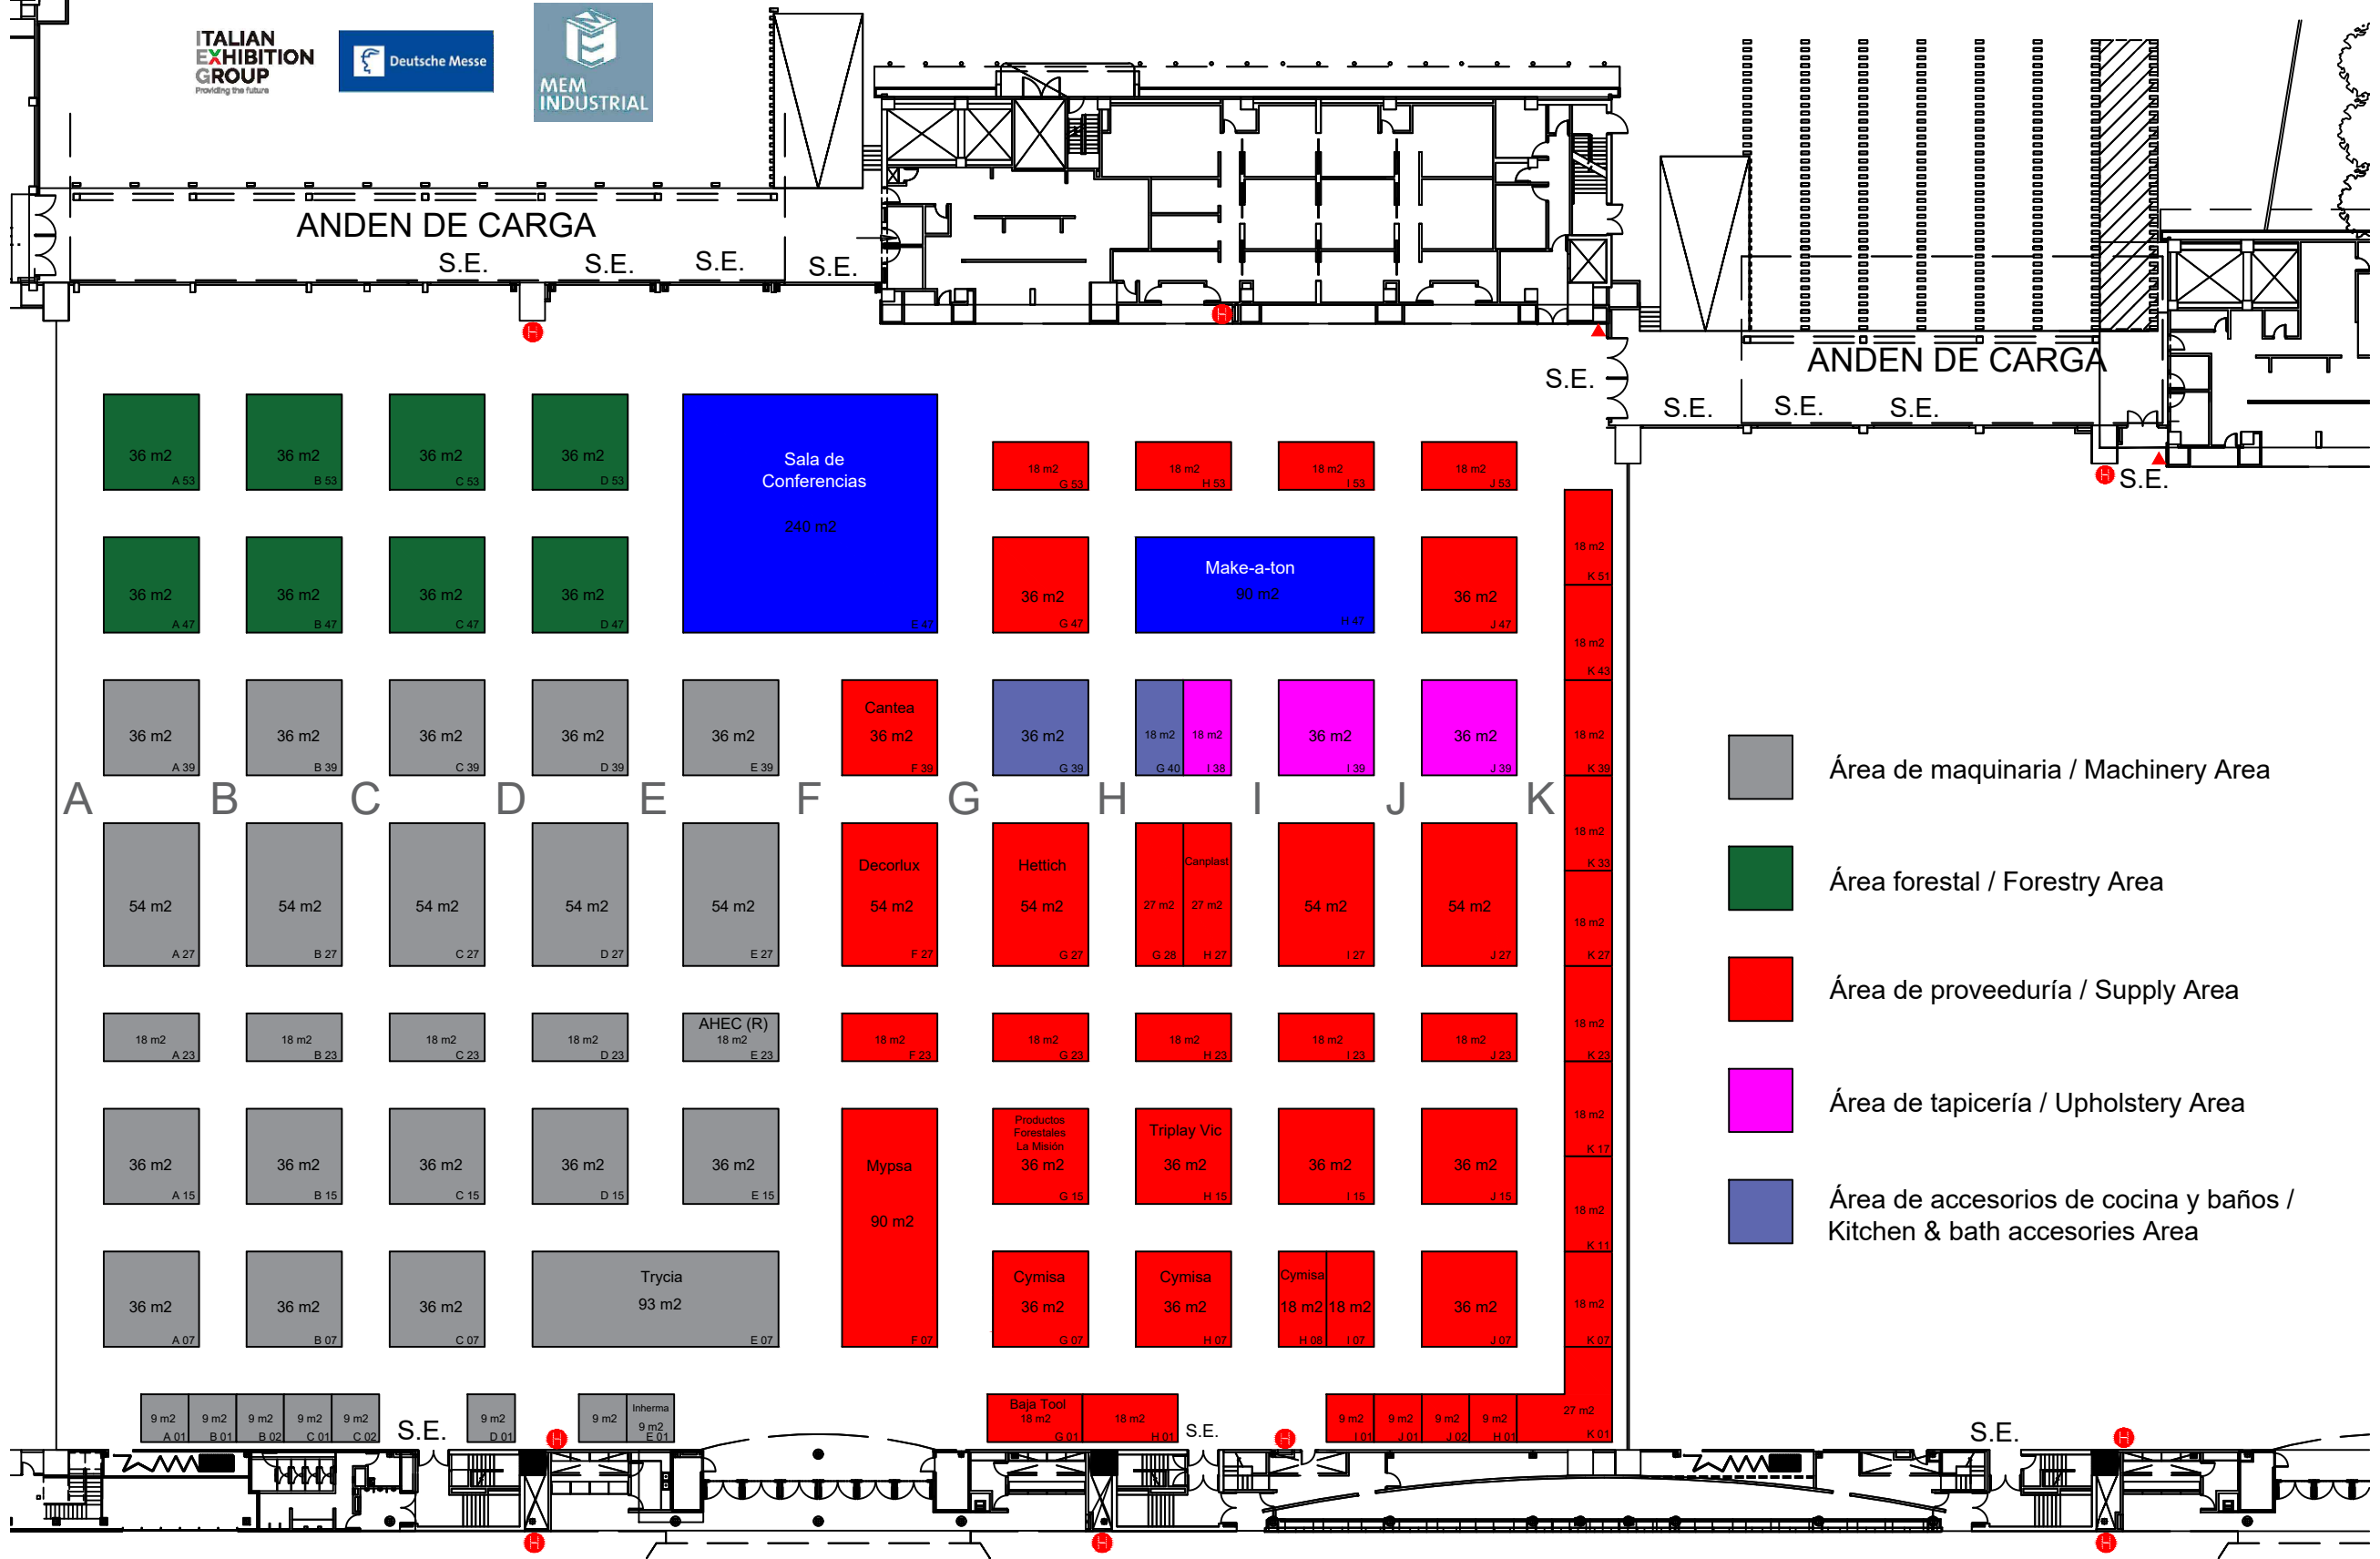 ITALIAN
EXHIBITION
GROUP
Providing the future
Deutsche Messe
MEM
INDUSTRIAL
ANDEN DE CARGA
S.E.
S.E.
S.E.
S.E.
ANDEN DE CARGA
S.E.
S.E.
S.E.
S.E.
S.E.
36 m2
A 53
36 m2
B 53
36 m2
C 53
36 m2
D 53
Sala de
Conferencias
240 m2
E 47
18 m2
G 53
18 m2
H 53
18 m2
I 53
18 m2
J 53
36 m2
A 47
36 m2
B 47
36 m2
C 47
36 m2
D 47
36 m2
G 47
Make-a-ton
90 m2
H 47
36 m2
J 47
18 m2
K 51
18 m2
K 43
36 m2
A 39
36 m2
B 39
36 m2
C 39
36 m2
D 39
36 m2
E 39
Cantea
36 m2
F 39
36 m2
G 39
18 m2
G 40
18 m2
I 38
36 m2
I 39
36 m2
J 39
18 m2
K 39
A
B
C
D
E
F
G
H
I
J
K
54 m2
A 27
54 m2
B 27
54 m2
C 27
54 m2
D 27
54 m2
E 27
Decorlux
54 m2
F 27
Hettich
54 m2
G 27
27 m2
G 28
Canplast
27 m2
H 27
54 m2
I 27
54 m2
J 27
18 m2
K 33
18 m2
K 27
18 m2
A 23
18 m2
B 23
18 m2
C 23
18 m2
D 23
AHEC (R)
18 m2
E 23
18 m2
F 23
18 m2
G 23
18 m2
H 23
18 m2
I 23
18 m2
J 23
18 m2
K 23
36 m2
A 15
36 m2
B 15
36 m2
C 15
36 m2
D 15
36 m2
E 15
Mypsa
90 m2
F 07
Productos
Forestales
La Misión
36 m2
G 15
Triplay Vic
36 m2
H 15
36 m2
I 15
36 m2
J 15
18 m2
K 17
18 m2
K 11
36 m2
A 07
36 m2
B 07
36 m2
C 07
Trycia
93 m2
E 07
Cymisa
36 m2
G 07
Cymisa
36 m2
H 07
Cymisa
18 m2
H 08
18 m2
I 07
36 m2
J 07
18 m2
K 07
9 m2
A 01
9 m2
B 01
9 m2
B 02
9 m2
C 01
9 m2
C 02
S.E.
9 m2
D 01
9 m2
Inherma
9 m2
E 01
Baja Tool
18 m2
G 01
18 m2
H 01
S.E.
9 m2
I 01
9 m2
J 01
9 m2
J 02
9 m2
H 01
27 m2
K 01
S.E.
Área de maquinaria / Machinery Area
Área forestal / Forestry Area
Área de proveeduría / Supply Area
Área de tapicería / Upholstery Area
Área de accesorios de cocina y baños /
Kitchen & bath accesories Area